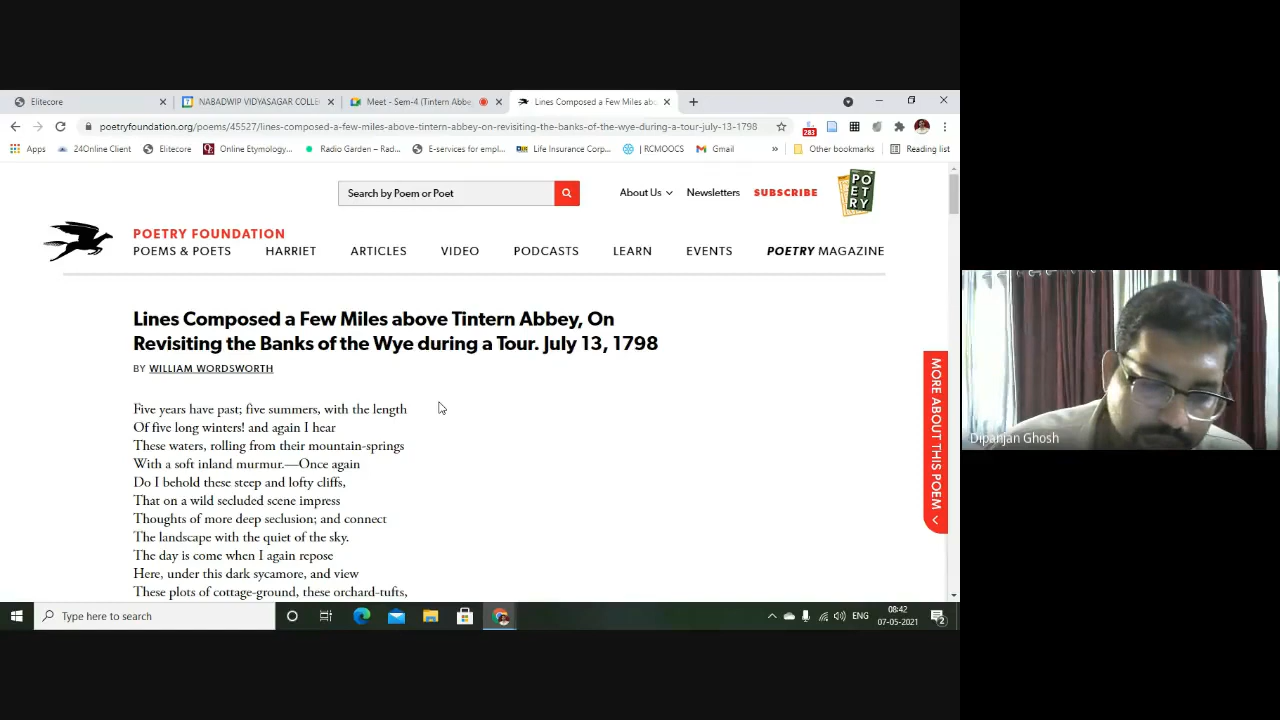 Elitecore
NABADWIP VIDYASAGAR COLLE
Meet - Sem-4 (Tintern Abbe
Lines Composed a Few Miles abo
poetryfoundation.org/poems/45527/lines-composed-a-few-miles-above-tintern-abbey-on-revisiting-the-banks-of-the-wye-during-a-tour-july-13-1798
283
Apps
24Online Client
Elitecore
Online Etymology...
Radio Garden – Rad...
E-services for empl...
Life Insurance Corp...
| RCMOOCS
Gmail
»
Other bookmarks
Reading list
Search by Poem or Poet
About Us
Newsletters
SUBSCRIBE
PO
ET
RY
POETRY FOUNDATION
POEMS & POETS
HARRIET
ARTICLES
VIDEO
PODCASTS
LEARN
EVENTS
POETRY MAGAZINE
Lines Composed a Few Miles above Tintern Abbey, On
Revisiting the Banks of the Wye during a Tour. July 13, 1798
BY WILLIAM WORDSWORTH
Five years have past; five summers, with the length
Of five long winters! and again I hear
These waters, rolling from their mountain-springs
With a soft inland murmur.—Once again
Do I behold these steep and lofty cliffs,
That on a wild secluded scene impress
Thoughts of more deep seclusion; and connect
The landscape with the quiet of the sky.
The day is come when I again repose
Here, under this dark sycamore, and view
These plots of cottage-ground, these orchard-tufts,
MORE ABOUT THIS POEM
Dipanjan Ghosh
Type here to search
ENG
08:42
07-05-2021
2